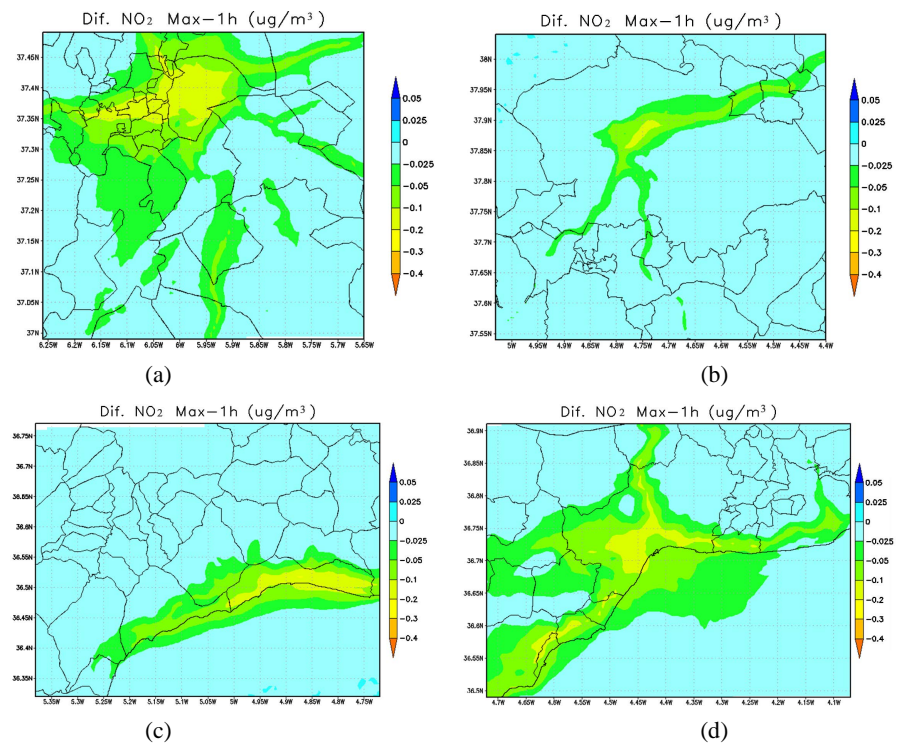 Dif. NO₂ Max−1h (ug/m³)
37.45N
37.4N
37.35N
37.3N
37.25N
37.2N
37.15N
37.1N
37.05N
37N
6.25W 6.2W 6.15W 6.1W 6.05W 6W 5.95W 5.9W 5.85W 5.8W 5.75W 5.7W 5.65W
0.05
0.025
0
−0.025
−0.05
−0.1
−0.2
−0.3
−0.4
(a)
Dif. NO₂ Max−1h (ug/m³)
38N
37.95N
37.9N
37.85N
37.8N
37.75N
37.7N
37.65N
37.6N
37.55N
5W 4.95W 4.9W 4.85W 4.8W 4.75W 4.7W 4.65W 4.6W 4.55W 4.5W 4.45W 4.4W
0.05
0.025
0
−0.025
−0.05
−0.1
−0.2
−0.3
−0.4
(b)
Dif. NO₂ Max−1h (ug/m³)
36.75N
36.7N
36.65N
36.6N
36.55N
36.5N
36.45N
36.4N
36.35N
5.35W 5.3W 5.25W 5.2W 5.15W 5.1W 5.05W 5W 4.95W 4.9W 4.85W 4.8W 4.75W
0.05
0.025
0
−0.025
−0.05
−0.1
−0.2
−0.3
−0.4
(c)
Dif. NO₂ Max−1h (ug/m³)
36.9N
36.85N
36.8N
36.75N
36.7N
36.65N
36.6N
36.55N
36.5N
4.7W 4.65W 4.6W 4.55W 4.5W 4.45W 4.4W 4.35W 4.3W 4.25W 4.2W 4.15W 4.1W
0.05
0.025
0
−0.025
−0.05
−0.1
−0.2
−0.3
−0.4
(d)